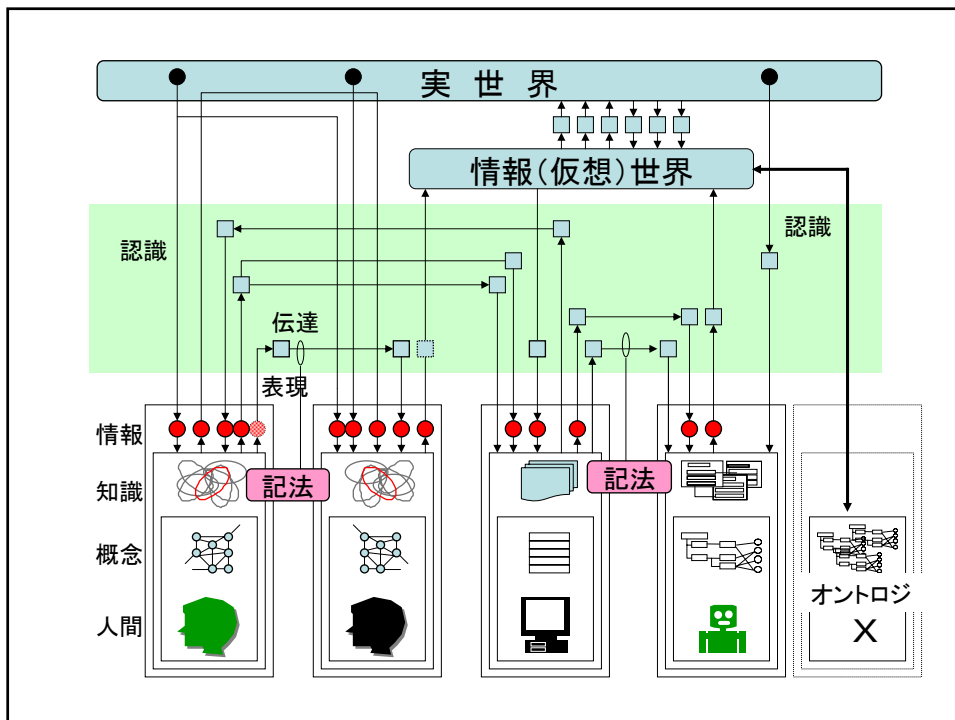 実 世 界
情報(仮想)世界
認識
認識
伝達
表現
情報
知識
記法
記法
概念
人間
オントロジ
X